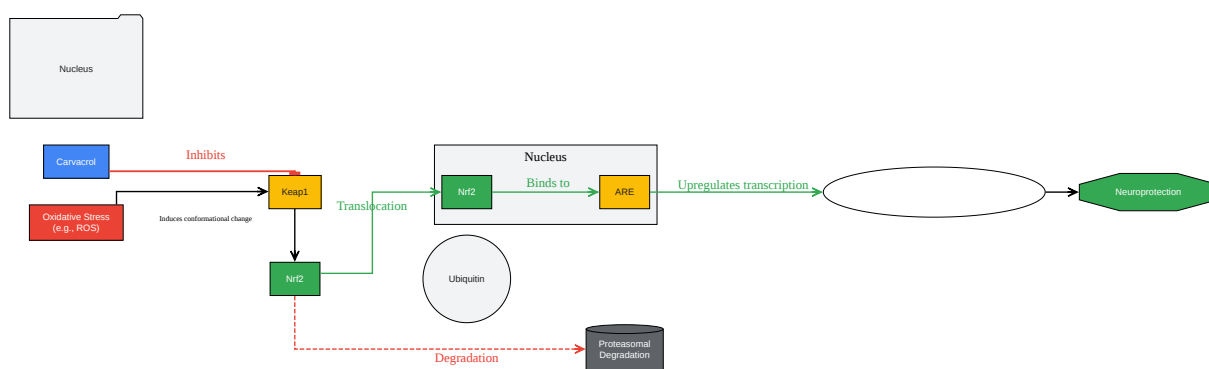 Nucleus
Carvacrol
Inhibits
Nucleus
Keap1
Translocation
Nrf2
Binds to
ARE
Upregulates transcription
Neuroprotection
Oxidative Stress
(e.g., ROS)
Induces conformational change
Nrf2
Ubiquitin
Degradation
Proteasomal
Degradation